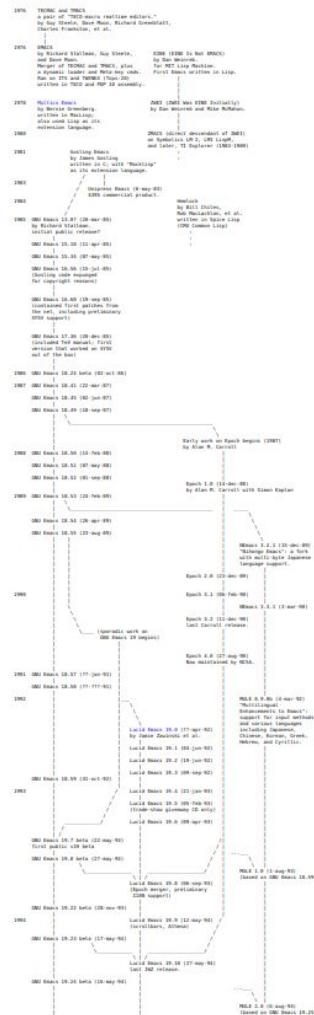 1976 TECMAC and TMACS
a pair of "TECO-macro realtime editors."
by Guy Steele, Dave Moon, Richard Greenblatt,
Charles Frankston, et al.
1976 EMACS
by Richard Stallman, Guy Steele, EINE (EINE Is Not EMACS)
and Dave Moon. by Dan Weinreb.
Merger of TECMAC and TMACS, plus for MIT Lisp Machine.
a dynamic loader and Meta-key cmds. First Emacs written in Lisp.
Ran on ITS and TWENEX (Tops-20)
written in TECO and PDP 10 assembly.
1978 Multics Emacs ZWEI (ZWEI Was EINE Initially)
by Bernie Greenberg. by Dan Weinreb and Mike McMahon.
written in MacLisp;
also used Lisp as its
extension language.
1980 ZMACS (direct descendant of ZWEI)
on Symbolics LM-2, LMI LispM,
and later, TI Explorer (1983-1989)
1981 Gosling Emacs
by James Gosling
written in C; with "Mocklisp"
as its extension language.
1983
Unipress Emacs (6-may-83)
$395 commercial product.
1984 Hemlock
by Bill Chiles,
Rob MacLachlan, et al.
written in Spice Lisp
(CMU Common Lisp)
1985 GNU Emacs 13.0? (20-mar-85)
by Richard Stallman.
initial public release?
GNU Emacs 15.10 (11-apr-85)
GNU Emacs 15.34 (07-may-85)
GNU Emacs 16.56 (15-jul-85)
(Gosling code expunged
for copyright reasons)
GNU Emacs 16.60 (19-sep-85)
(contained first patches from
the net, including preliminary
SYSV support)
GNU Emacs 17.36 (20-dec-85)
(included TeX manual; first
version that worked on SYSV
out of the box)
1986 GNU Emacs 18.24 beta (02-oct-86)
1987 GNU Emacs 18.41 (22-mar-87)
GNU Emacs 18.45 (02-jun-87)
GNU Emacs 18.49 (18-sep-87)
Early work on Epoch begins (1987)
by Alan M. Carroll
1988 GNU Emacs 18.50 (13-feb-88)
GNU Emacs 18.51 (07-may-88)
GNU Emacs 18.52 (01-sep-88)
Epoch 1.0 (14-dec-88)
by Alan M. Carroll with Simon Kaplan
1989 GNU Emacs 18.53 (24-feb-89)
GNU Emacs 18.54 (26-apr-89)
GNU Emacs 18.55 (23-aug-89)
NEmacs 3.2.1 (15-dec-89)
"Nihongo Emacs": a fork
with multi-byte Japanese
language support.
Epoch 2.0 (23-dec-89)
1990 Epoch 3.1 (06-feb-90)
NEmacs 3.3.1 (3-mar-90)
Epoch 3.2 (11-dec-90)
last Carroll release.
(sporadic work on
GNU Emacs 19 begins)
Epoch 4.0 (27-aug-90)
Now maintained by NCSA.
1991 GNU Emacs 18.57 (??-jan-91)
GNU Emacs 18.58 (??-???-91)
1992 MULE 0.9.0b (4-mar-92)
"Multilingual
Enhancements to Emacs":
support for input methods
and various languages
including Japanese,
Chinese, Korean, Greek,
Hebrew, and Cyrillic.
Lucid Emacs 19.0 (??-apr-92)
by Jamie Zawinski et al.
Lucid Emacs 19.1 (04-jun-92)
Lucid Emacs 19.2 (19-jun-92)
Lucid Emacs 19.3 (09-sep-92)
GNU Emacs 18.59 (31-oct-92)
1993 Lucid Emacs 19.4 (21-jan-93)
Lucid Emacs 19.5 (05-feb-93)
(trade-show giveaway CD only)
Lucid Emacs 19.6 (09-apr-93)
GNU Emacs 19.7 beta (22-may-93)
first public v19 beta
GNU Emacs 19.8 beta (27-may-93)
MULE 1.0 (1-aug-93)
(based on GNU Emacs 18.59
Lucid Emacs 19.8 (06-sep-93)
(Epoch merger, preliminary
I18N support)
GNU Emacs 19.22 beta (28-nov-93)
1994 Lucid Emacs 19.9 (12-may-94)
(scrollbars, Athena)
GNU Emacs 19.23 beta (17-may-94)
Lucid Emacs 19.10 (27-may-94)
last JWZ release.
GNU Emacs 19.24 beta (16-may-94)
MULE 2.0 (6-aug-94)
(based on GNU Emacs 19.25